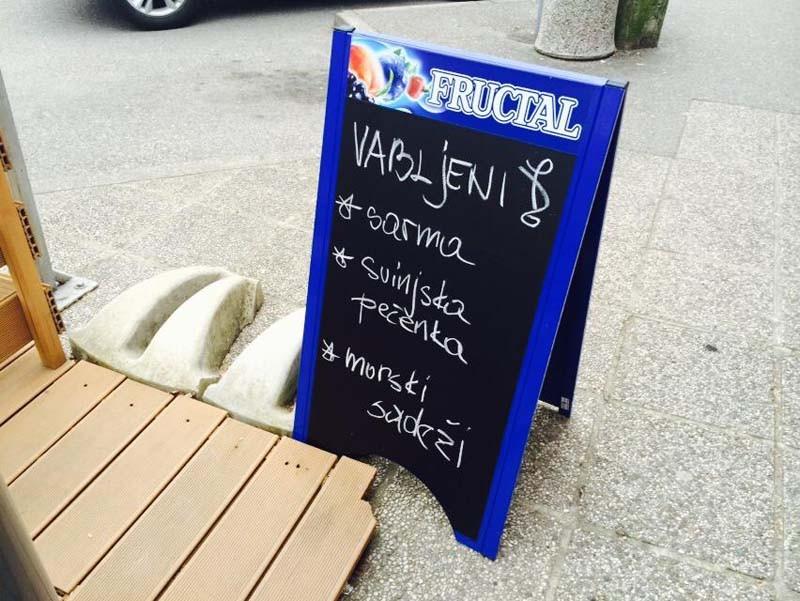 FRUCTAL
VABLJENI!
* sarma
* svinjska
pečenka
* morski
sadeži